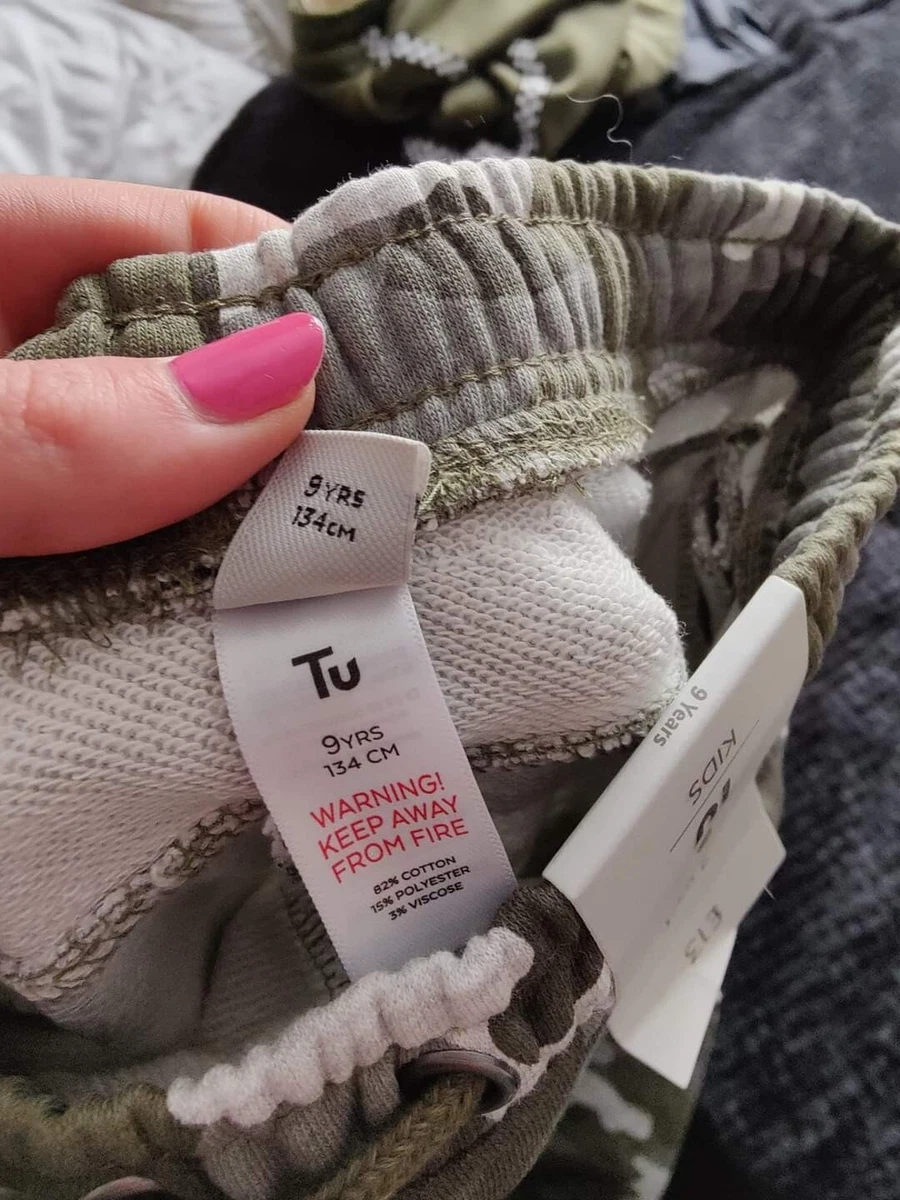 9YRS
134CM
Tu
9YRS
134 CM
WARNING!
KEEP AWAY
FROM FIRE
82% COTTON
15% POLYESTER
3% VISCOSE
9 Years
KIDS
£13